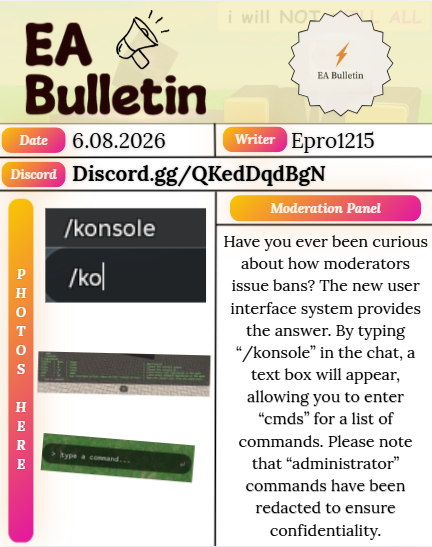 i will NOT
ALL
EA
Bulletin
EA Bulletin
Date
6.08.2026
Writer
Epro1215
Discord
Discord.gg/QKedDqdBgN
PHOTOS HERE
/konsole
/ko
> type a command...
Moderation Panel
Have you ever been curious
about how moderators
issue bans? The new user
interface system provides
the answer. By typing
“/konsole” in the chat, a
text box will appear,
allowing you to enter
“cmds” for a list of
commands. Please note
that “administrator”
commands have been
redacted to ensure
confidentiality.